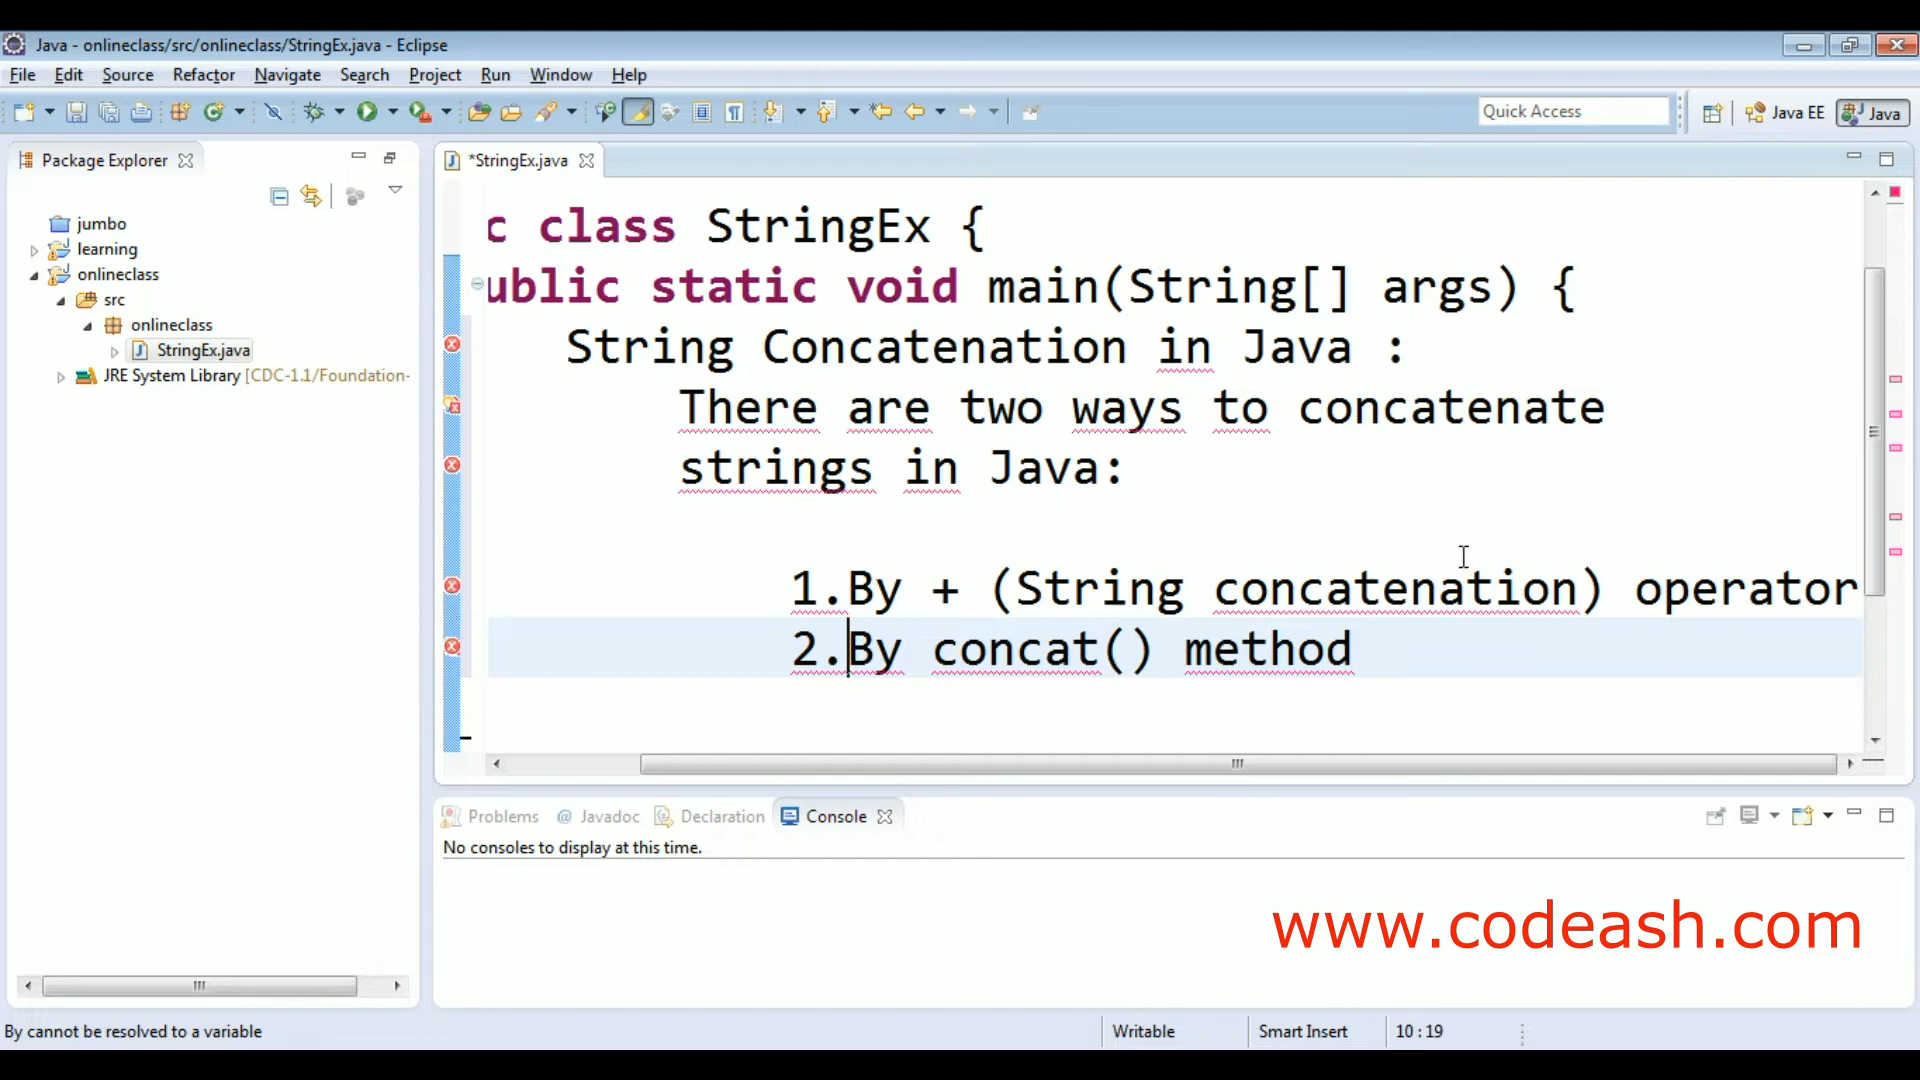 Java - onlineclass/src/onlineclass/StringEx.java - Eclipse
File Edit Source Refactor Navigate Search Project Run Window Help
Quick Access
Java EE
Java
Package Explorer
*StringEx.java
jumbo
learning
onlineclass
src
onlineclass
StringEx.java
JRE System Library [CDC-1.1/Foundation-
c class StringEx {
ublic static void main(String[] args) {
String Concatenation in Java :
There are two ways to concatenate
strings in Java:
1.By + (String concatenation) operator
2.By concat() method
Problems @ Javadoc Declaration Console
No consoles to display at this time.
www.codeash.com
By cannot be resolved to a variable
Writable
Smart Insert
10 : 19